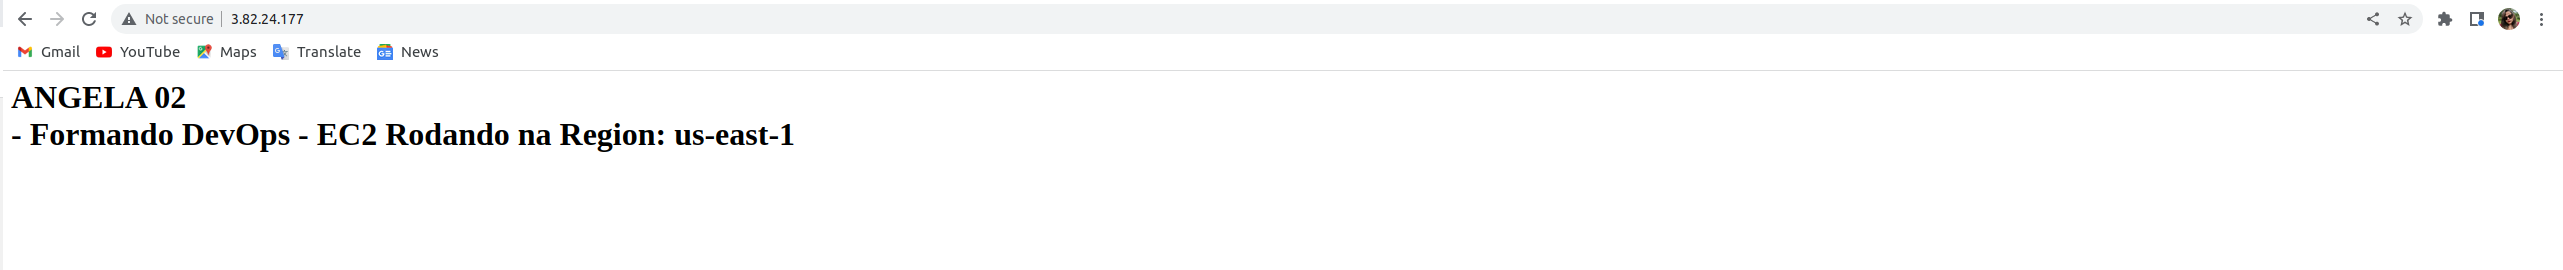 Not secure 3.82.24.177
Gmail YouTube Maps Translate News
ANGELA 02
- Formando DevOps - EC2 Rodando na Region: us-east-1